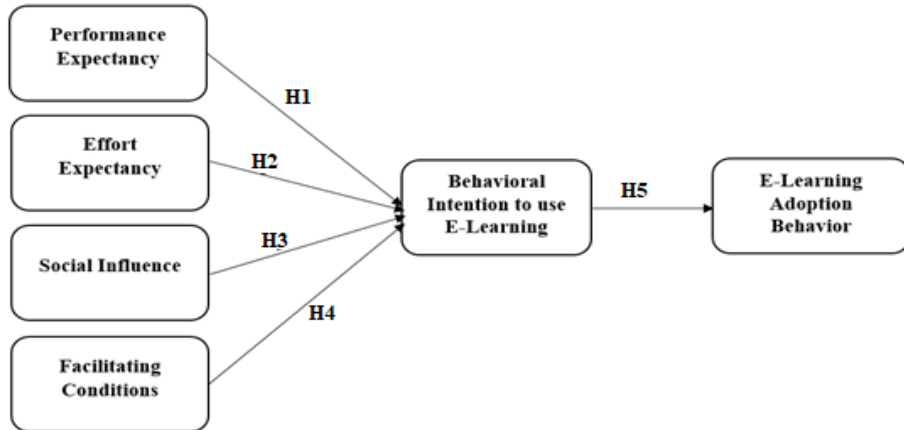 Performance
Expectancy
H1
Effort
Expectancy
H2
Behavioral
Intention to use
E-Learning
H5
E-Learning
Adoption
Behavior
Social Influence
H3
H4
Facilitating
Conditions